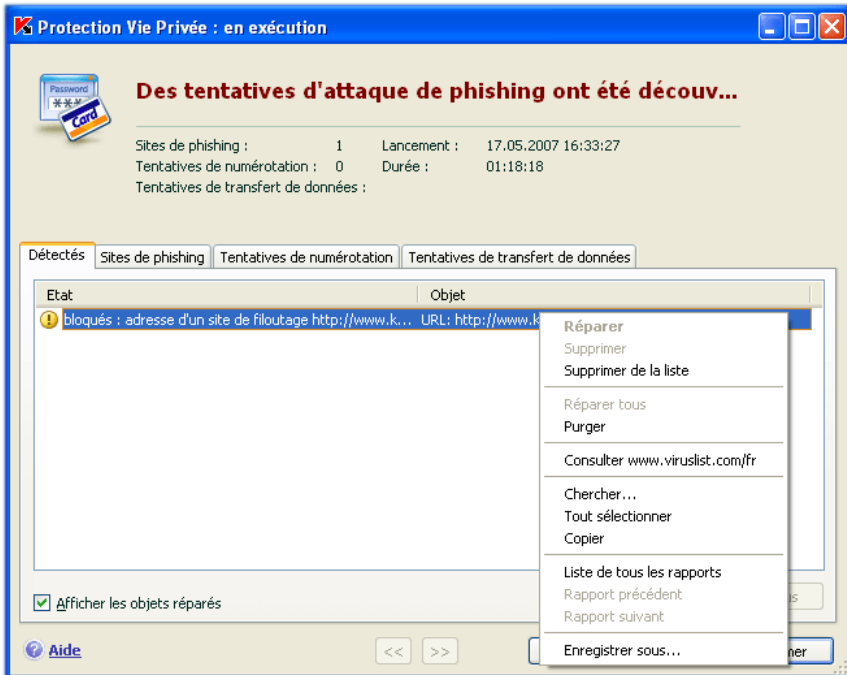 Protection Vie Privée : en exécution
Password
Card
Des tentatives d'attaque de phishing ont été découv...
Sites de phishing : 1 Lancement : 17.05.2007 16:33:27
Tentatives de numérotation : 0 Durée : 01:18:18
Tentatives de transfert de données :
Détectés Sites de phishing Tentatives de numérotation Tentatives de transfert de données
Etat Objet
bloqués : adresse d'un site de filoutage http://www.k... URL: http://www.k
Réparer
Supprimer
Supprimer de la liste
Réparer tous
Purger
Consulter www.viruslist.com/fr
Chercher...
Tout sélectionner
Copier
Liste de tous les rapports
Rapport précédent
Rapport suivant
Enregistrer sous...
Afficher les objets réparés
Aide << >>